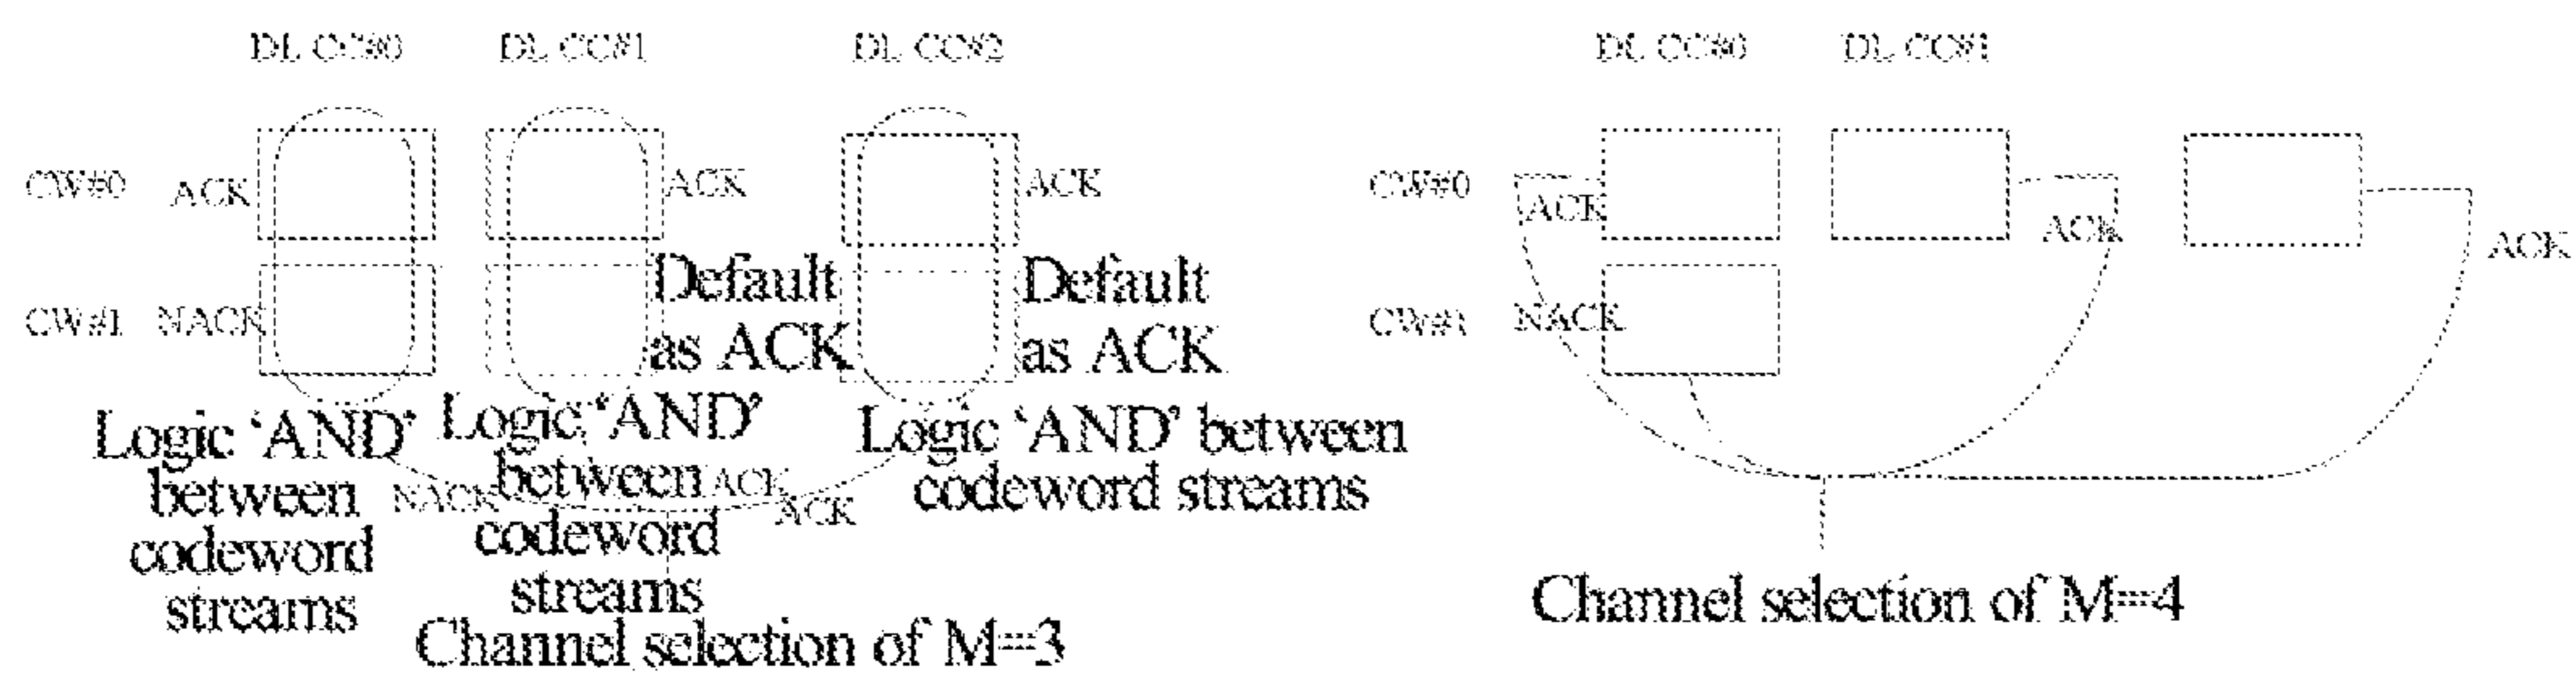 DL CC#0 DL CC#1 DL CC#2
CW#0 ACK ACK ACK
CW#1 NACK Default as ACK Default as ACK
Logic 'AND' between codeword streams
Logic 'AND' between codeword streams
Logic 'AND' between codeword streams
NACK ACK ACK
Channel selection of M=3
DL CC#0 DL CC#1
CW#0 ACK ACK ACK
CW#1 NACK
Channel selection of M=4